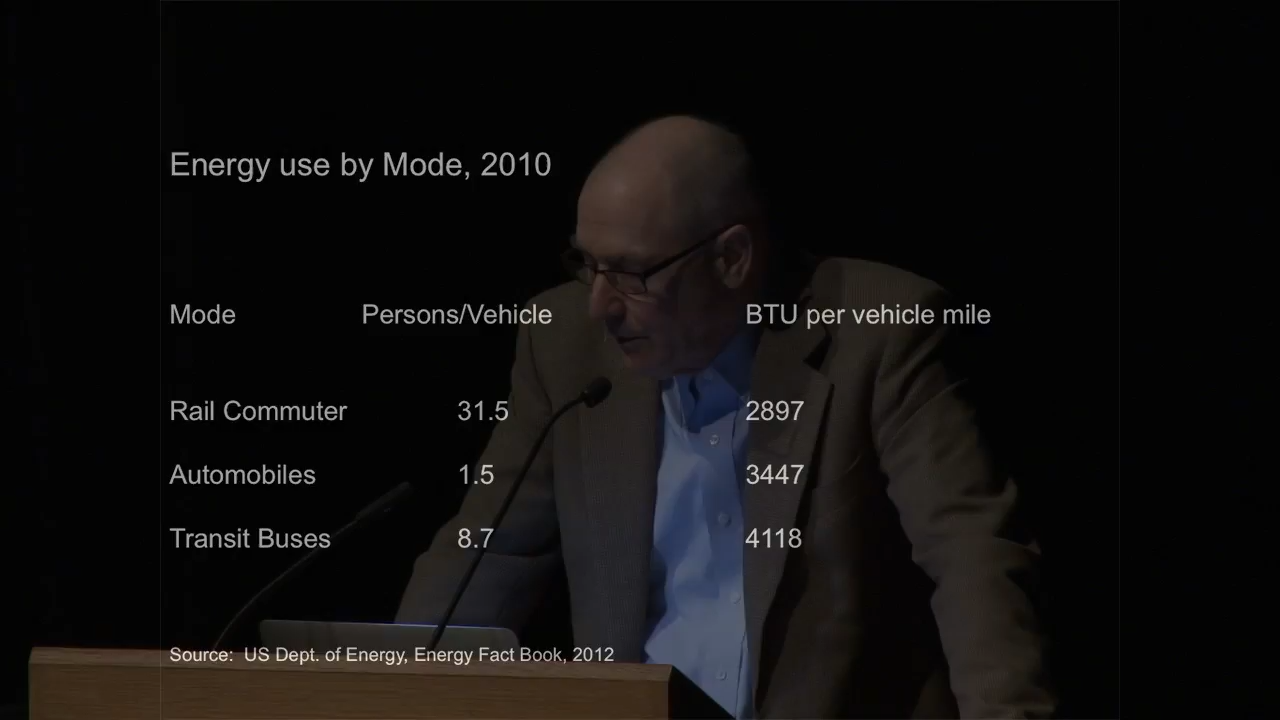 Energy use by Mode, 2010
Mode Persons/Vehicle BTU per vehicle mile
Rail Commuter 31.5 2897
Automobiles 1.5 3447
Transit Buses 8.7 4118
Source: US Dept. of Energy, Energy Fact Book, 2012